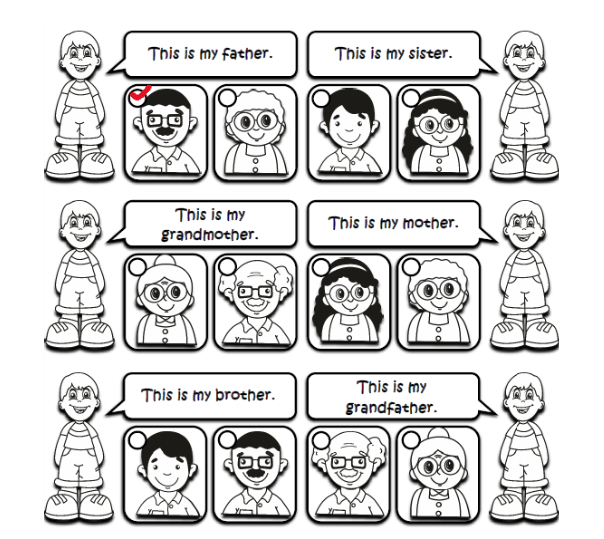 This is my father.
This is my sister.
This is my
grandmother.
This is my mother.
This is my brother.
This is my
grandfather.